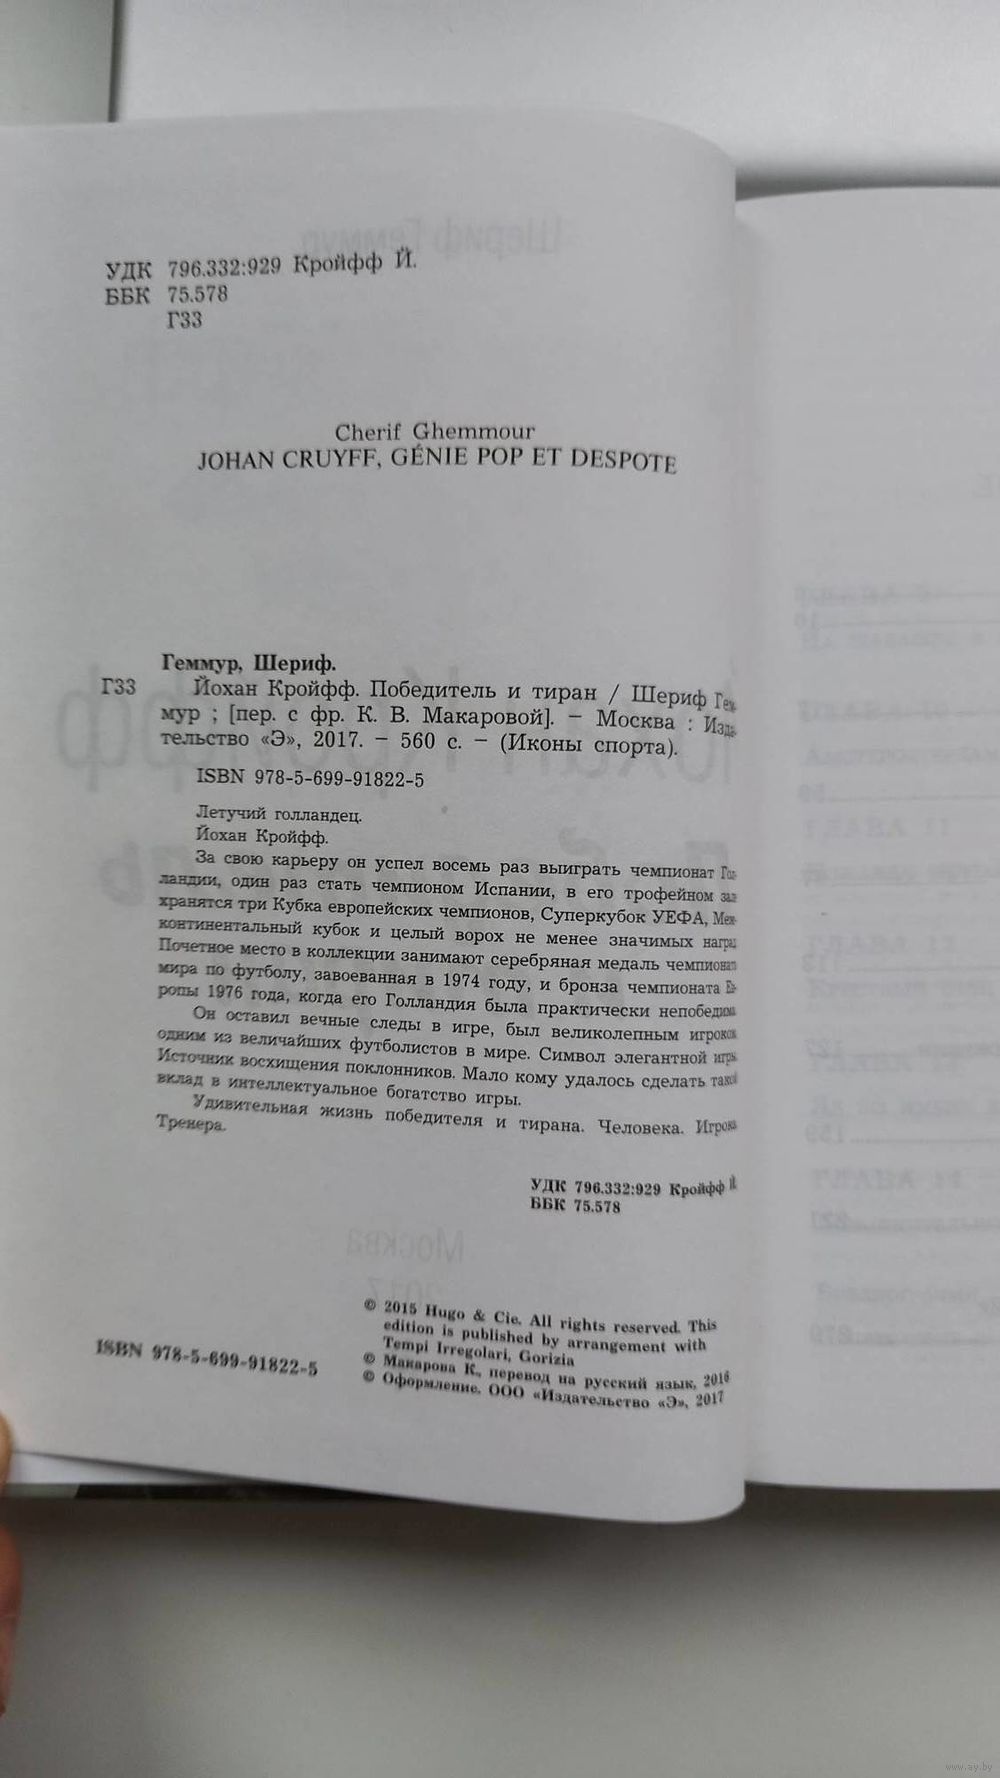 УДК 796.332:929 Кройфф Й.
ББК 75.578
Г33
Cherif Ghemmour
JOHAN CRUYFF, GÉNIE POP ET DESPOTE
Геммур, Шериф.
Г33 Йохан Кройфф. Победитель и тиран / Шериф Гем-
мур ; [пер. с фр. К. В. Макаровой]. – Москва : Изда-
тельство «Э», 2017. – 560 с. – (Иконы спорта).
ISBN 978-5-699-91822-5
Летучий голландец.
Йохан Кройфф.
За свою карьеру он успел восемь раз выиграть чемпионат Гол-
ландии, один раз стать чемпионом Испании, в его трофейном зале
хранятся три Кубка европейских чемпионов, Суперкубок УЕФА, Меж-
континентальный кубок и целый ворох не менее значимых наград.
Почетное место в коллекции занимают серебряная медаль чемпионата
мира по футболу, завоеванная в 1974 году, и бронза чемпионата Ев-
ропы 1976 года, когда его Голландия была практически непобедима.
Он оставил вечные следы в игре, был великолепным игроком,
одним из величайших футболистов в мире. Символ элегантной игры.
Источник восхищения поклонников. Мало кому удалось сделать такой
вклад в интеллектуальное богатство игры.
Удивительная жизнь победителя и тирана. Человека. Игрока.
Тренера.
УДК 796.332:929 Кройфф Й.
ББК 75.578
© 2015 Hugo & Cie. All rights reserved. This
edition is published by arrangement with
Tempi Irregolari, Gorizia
© Макарова К., перевод на русский язык, 2016
ISBN 978-5-699-91822-5 © Оформление. ООО «Издательство «Э», 2017
www.ay.by